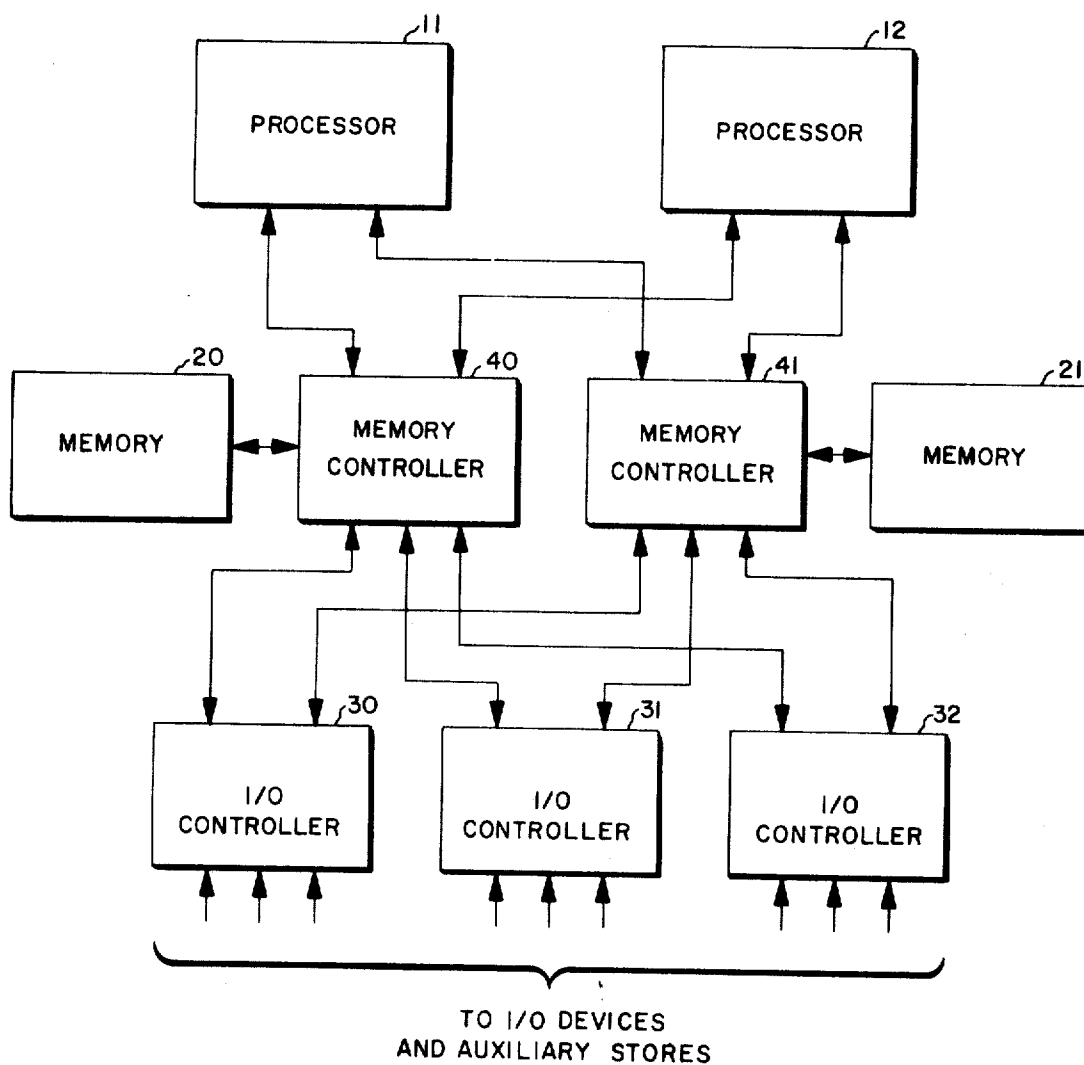 11
PROCESSOR
12
PROCESSOR
20
MEMORY
40
MEMORY
CONTROLLER
41
MEMORY
CONTROLLER
21
MEMORY
30
I/O
CONTROLLER
31
I/O
CONTROLLER
32
I/O
CONTROLLER
TO I/O DEVICES
AND AUXILIARY STORES